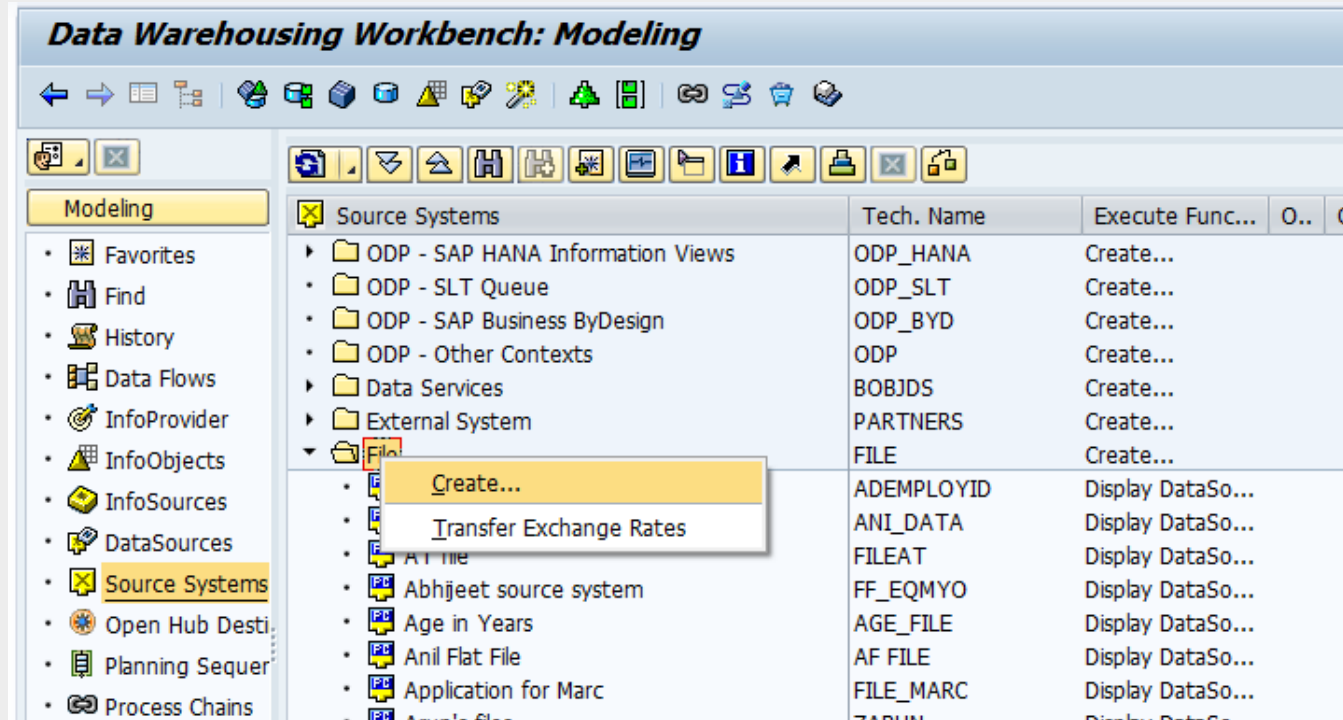 Data Warehousing Workbench: Modeling
Modeling
Favorites
Find
History
Data Flows
InfoProvider
InfoObjects
InfoSources
DataSources
Source Systems
Open Hub Desti
Planning Sequer
Process Chains
Source Systems Tech. Name Execute Func... O..
ODP - SAP HANA Information Views ODP_HANA Create...
ODP - SLT Queue ODP_SLT Create...
ODP - SAP Business ByDesign ODP_BYD Create...
ODP - Other Contexts ODP Create...
Data Services BOBJDS Create...
External System PARTNERS Create...
File FILE Create...
Create...
Transfer Exchange Rates
ADEMPLOYID Display DataSo...
ANI_DATA Display DataSo...
AT file FILEAT Display DataSo...
Abhijeet source system FF_EQMYO Display DataSo...
Age in Years AGE_FILE Display DataSo...
Anil Flat File AF FILE Display DataSo...
Application for Marc FILE_MARC Display DataSo...